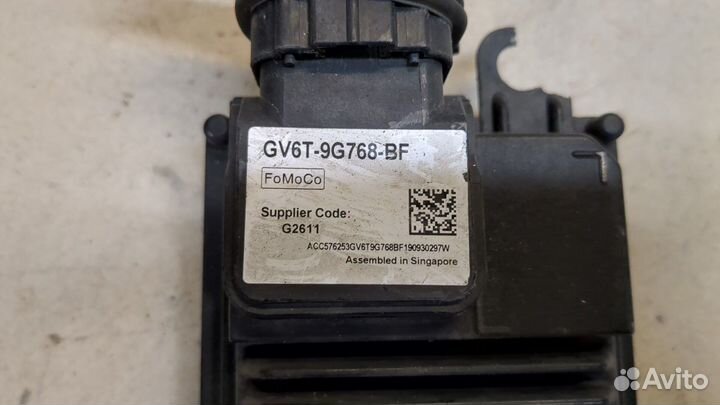 GV6T-9G768-BF
FoMoCo
Supplier Code:
G2611
ACC576253GV6T9G768BF190930297W
Assembled in Singapore
Avito